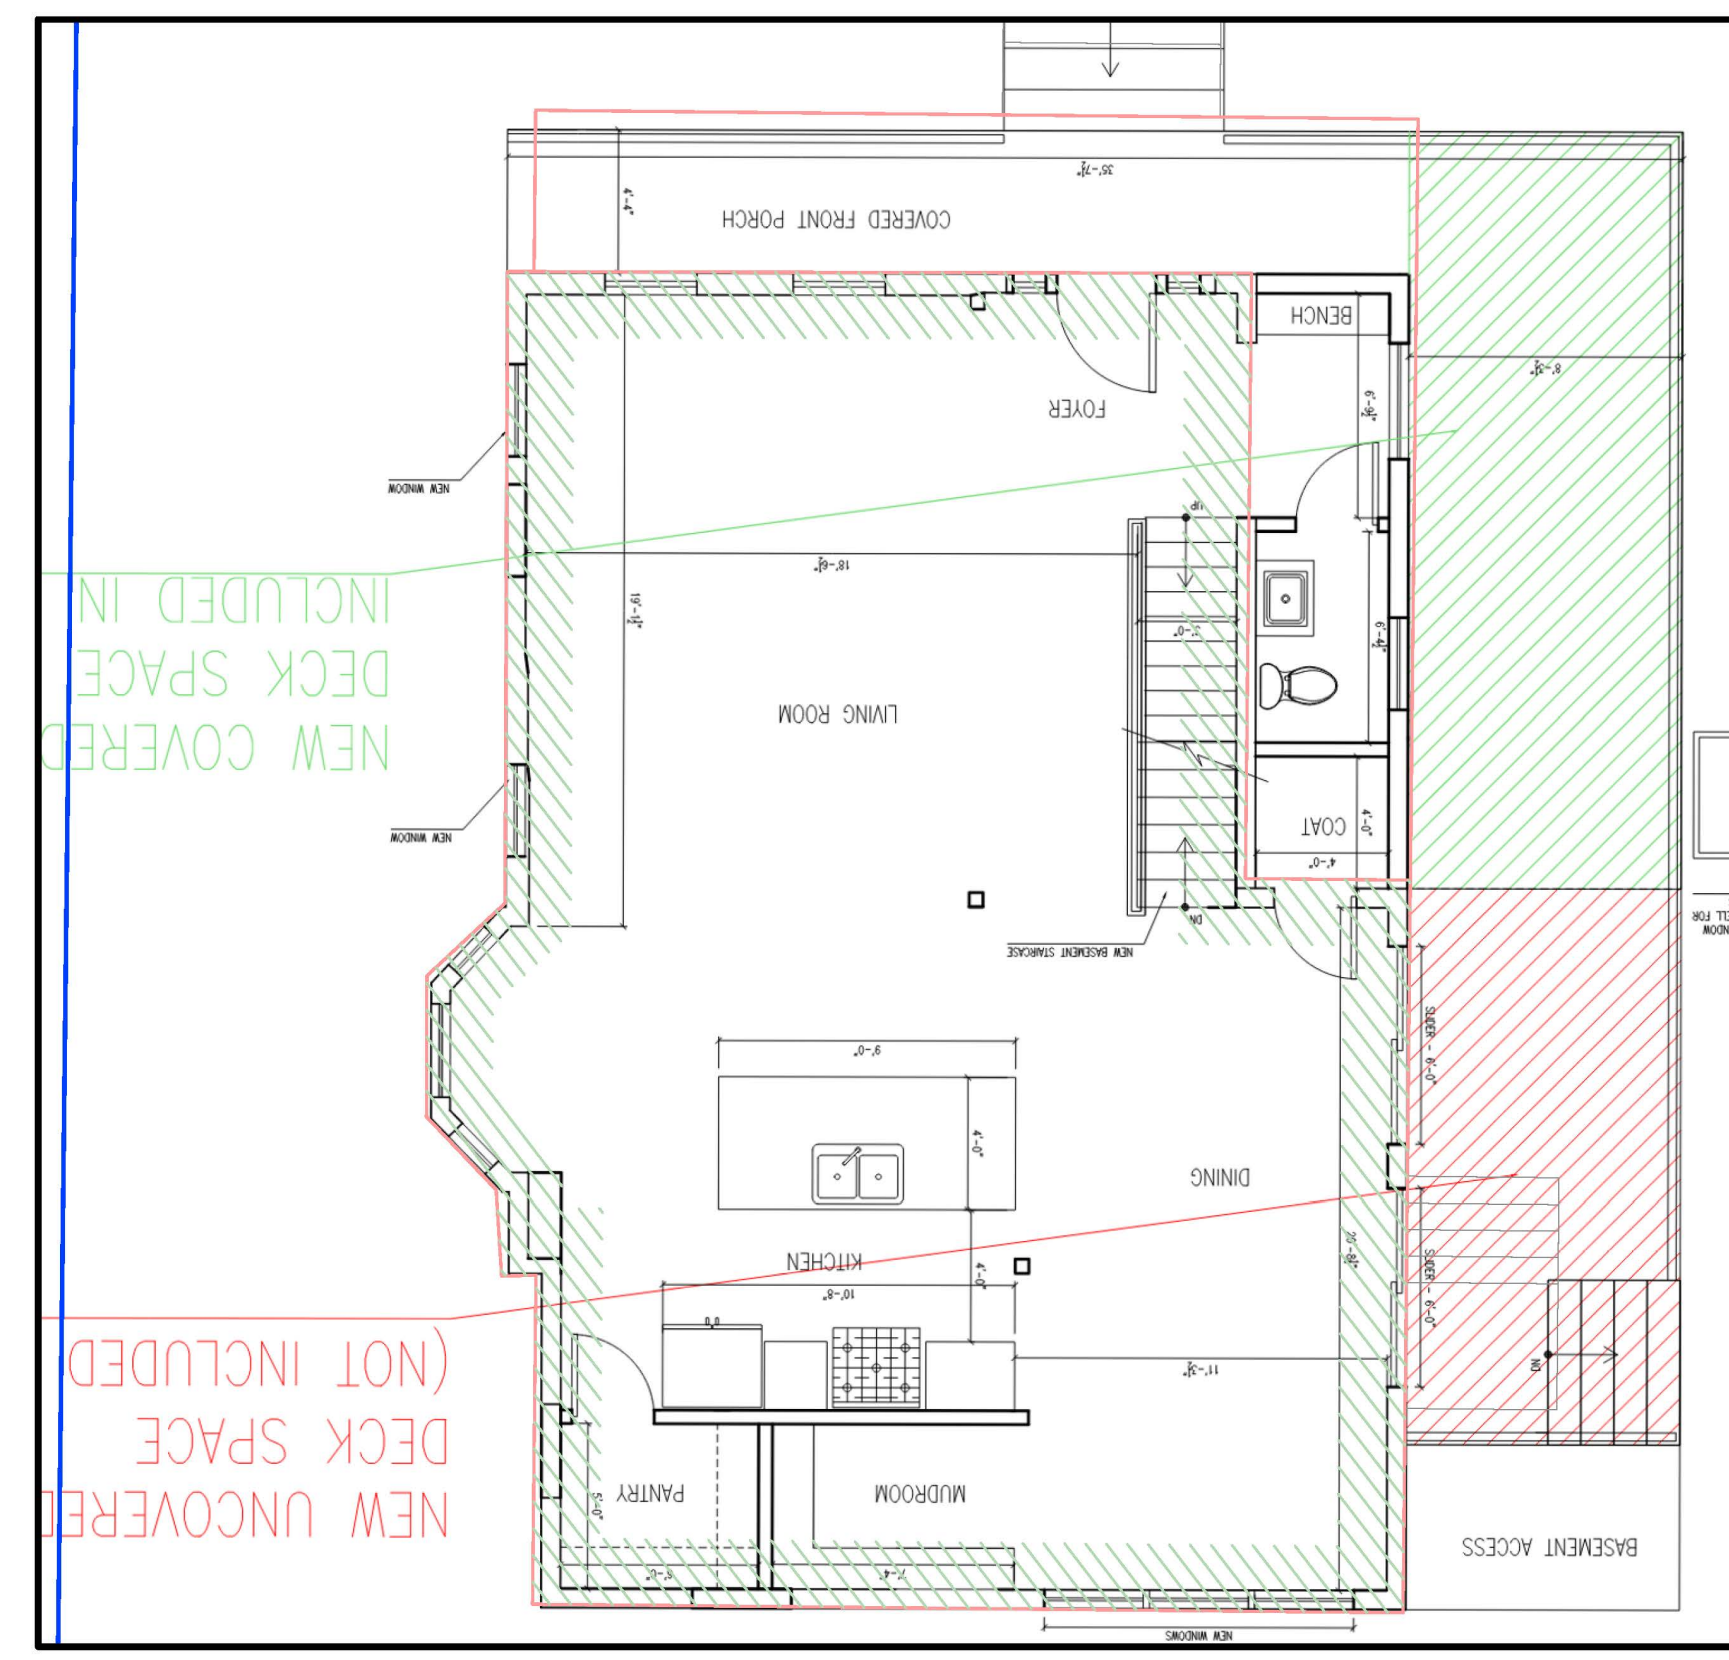 NEW WINDOWS
BASEMENT ACCESS
7'-4"
6'-0"
MUDROOM
PANTRY
5'-0"
NEW UNCOVERED
DECK SPACE
(NOT INCLUDED
DN
11'-3½"
10'-8"
SLIDER - 6'-0"
20'-8½"
4'-0"
KITCHEN
DINING
4'-0"
9'-0"
SLIDER - 6'-0"
NEW BASEMENT STAIRCASE
DN
4'-0"
COAT
4'-0"
NEW WINDOW
NEW COVERED
DECK SPACE
INCLUDED IN
LIVING ROOM
6'-4½"
3'-0"
19'-1½"
18'-6½"
UP
NEW WINDOW
FOYER
6'-9½"
8'-3½"
BENCH
COVERED FRONT PORCH
4'-4"
35'-7½"